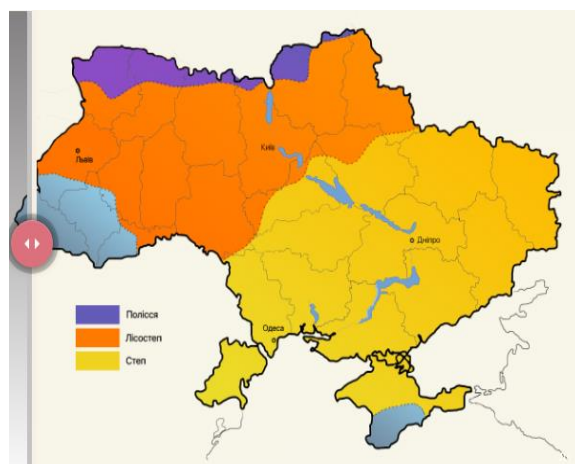 Львів
Київ
Дніпро
Одеса
Полісся
Лісостеп
Степ